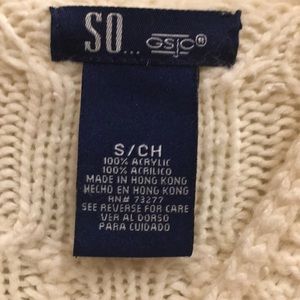 SO... GSJC®
S/CH
100% ACRYLIC
100% ACRILICO
MADE IN HONG KONG
HECHO EN HONG KONG
RN# 73277
SEE REVERSE FOR CARE
VER AL DORSO
PARA CUIDADO